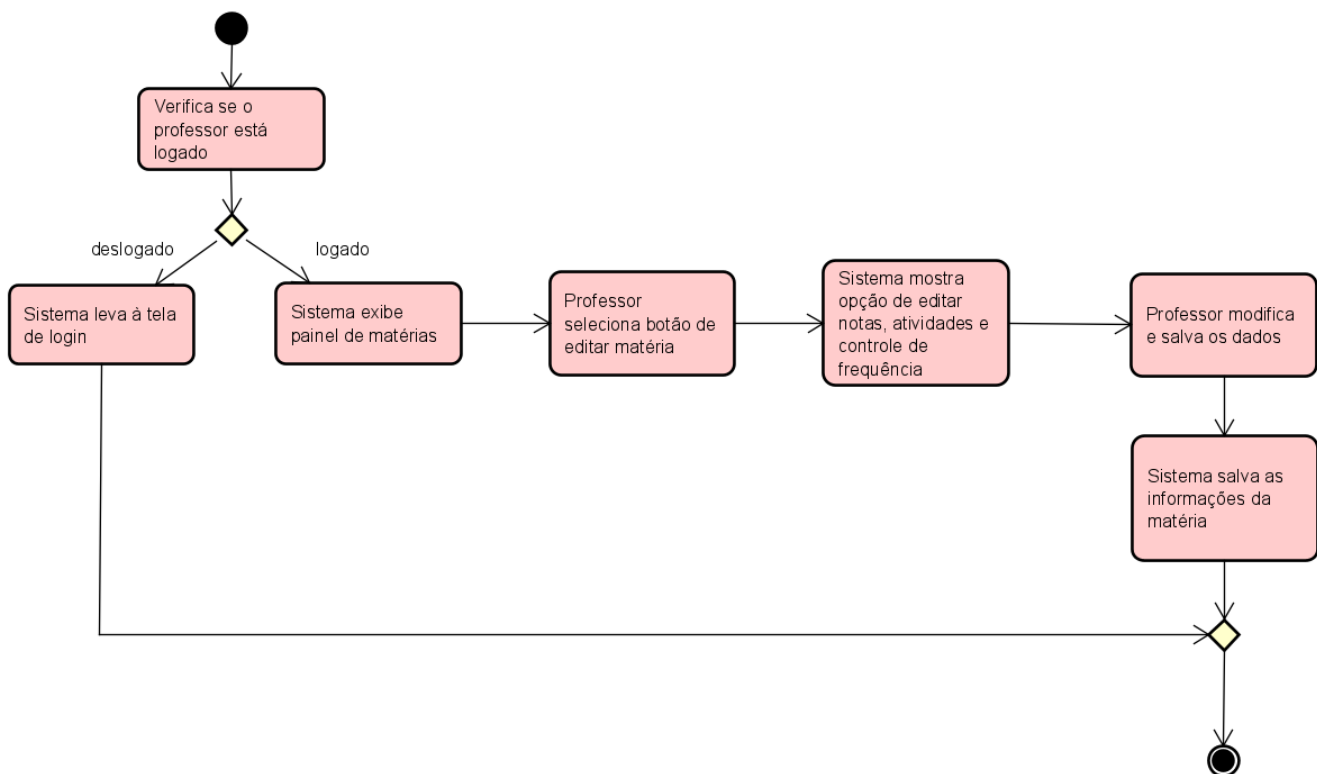 Verifica se o
professor está
logado
deslogado
logado
Sistema leva à tela
de login
Sistema exibe
painel de matérias
Professor
seleciona botão de
editar matéria
Sistema mostra
opção de editar
notas, atividades e
controle de
frequência
Professor modifica
e salva os dados
Sistema salva as
informações da
matéria